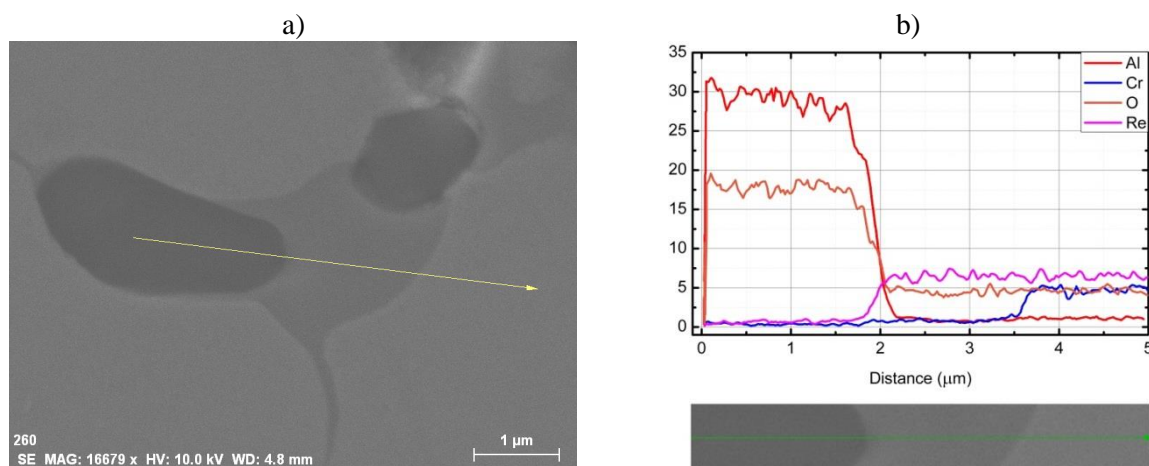 a)
b)
260
SE MAG: 16679 x HV: 10.0 kV WD: 4.8 mm
1 μm
35
30
25
20
15
10
5
0
Al
Cr
O
Re
0 1 2 3 4 5
Distance (μm)